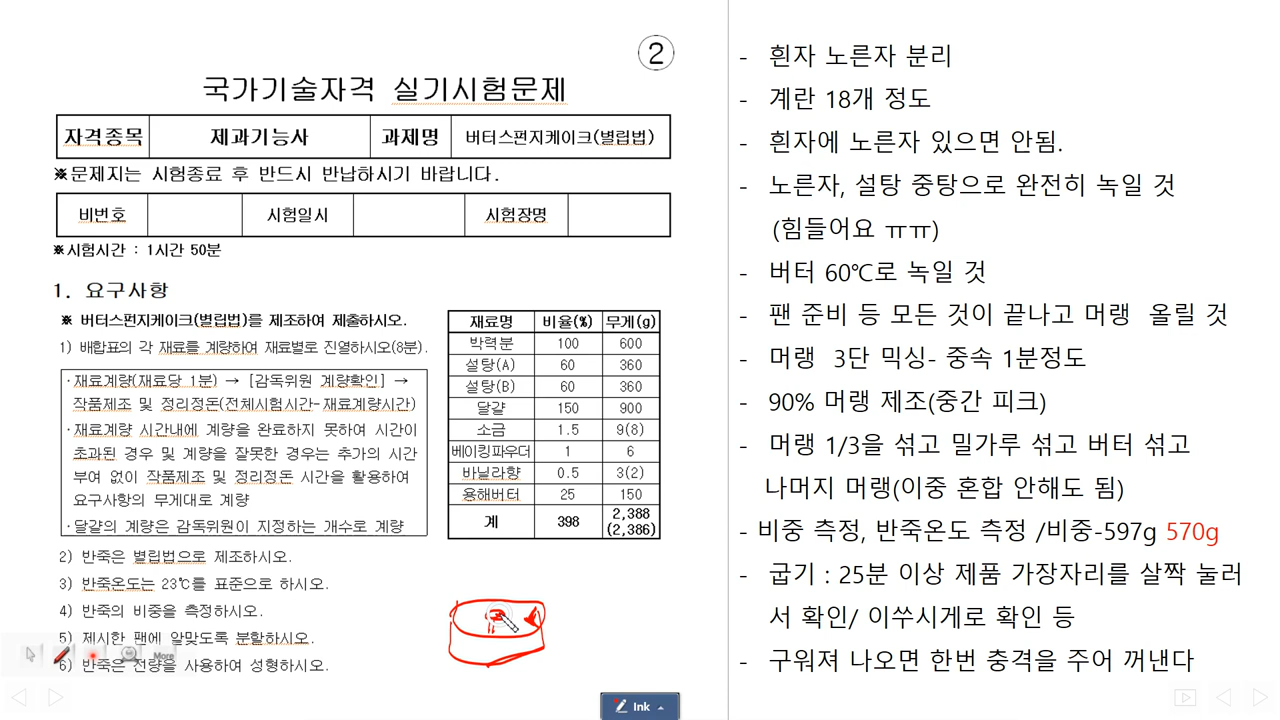 ②
국가기술자격 실기시험문제
자격종목 제과기능사 과제명 버터스펀지케이크(별립법)
※문제지는 시험종료 후 반드시 반납하시기 바랍니다.
비번호 시험일시 시험장명
※시험시간 : 1시간 50분
1. 요구사항
※ 버터스펀지케이크(별립법)를 제조하여 제출하시오.
1) 배합표의 각 재료를 계량하여 재료별로 진열하시오(8분).
·재료계량(재료당 1분) → [감독위원 계량확인] →
작품제조 및 정리정돈(전체시험시간-재료계량시간)
·재료계량 시간내에 계량을 완료하지 못하여 시간이
초과된 경우 및 계량을 잘못한 경우는 추가의 시간
부여 없이 작품제조 및 정리정돈 시간을 활용하여
요구사항의 무게대로 계량
·달걀의 계량은 감독위원이 지정하는 개수로 계량
2) 반죽은 별립법으로 제조하시오.
3) 반죽온도는 23℃를 표준으로 하시오.
4) 반죽의 비중을 측정하시오.
5) 제시한 팬에 알맞도록 분할하시오.
6) 반죽은 전량을 사용하여 성형하시오.
재료명 비율(%) 무게(g)
박력분 100 600
설탕(A) 60 360
설탕(B) 60 360
달걀 150 900
소금 1.5 9(8)
베이킹파우더 1 6
바닐라향 0.5 3(2)
용해버터 25 150
계 398 2,388
(2,386)
More
Ink
- 흰자 노른자 분리
- 계란 18개 정도
- 흰자에 노른자 있으면 안됨.
- 노른자, 설탕 중탕으로 완전히 녹일 것
(힘들어요 ㅠㅠ)
- 버터 60℃로 녹일 것
- 팬 준비 등 모든 것이 끝나고 머랭 올릴 것
- 머랭 3단 믹싱- 중속 1분정도
- 90% 머랭 제조(중간 피크)
- 머랭 1/3을 섞고 밀가루 섞고 버터 섞고
나머지 머랭(이중 혼합 안해도 됨)
- 비중 측정, 반죽온도 측정 /비중-597g 570g
- 굽기 : 25분 이상 제품 가장자리를 살짝 눌러
서 확인/ 이쑤시게로 확인 등
- 구워져 나오면 한번 충격을 주어 꺼낸다